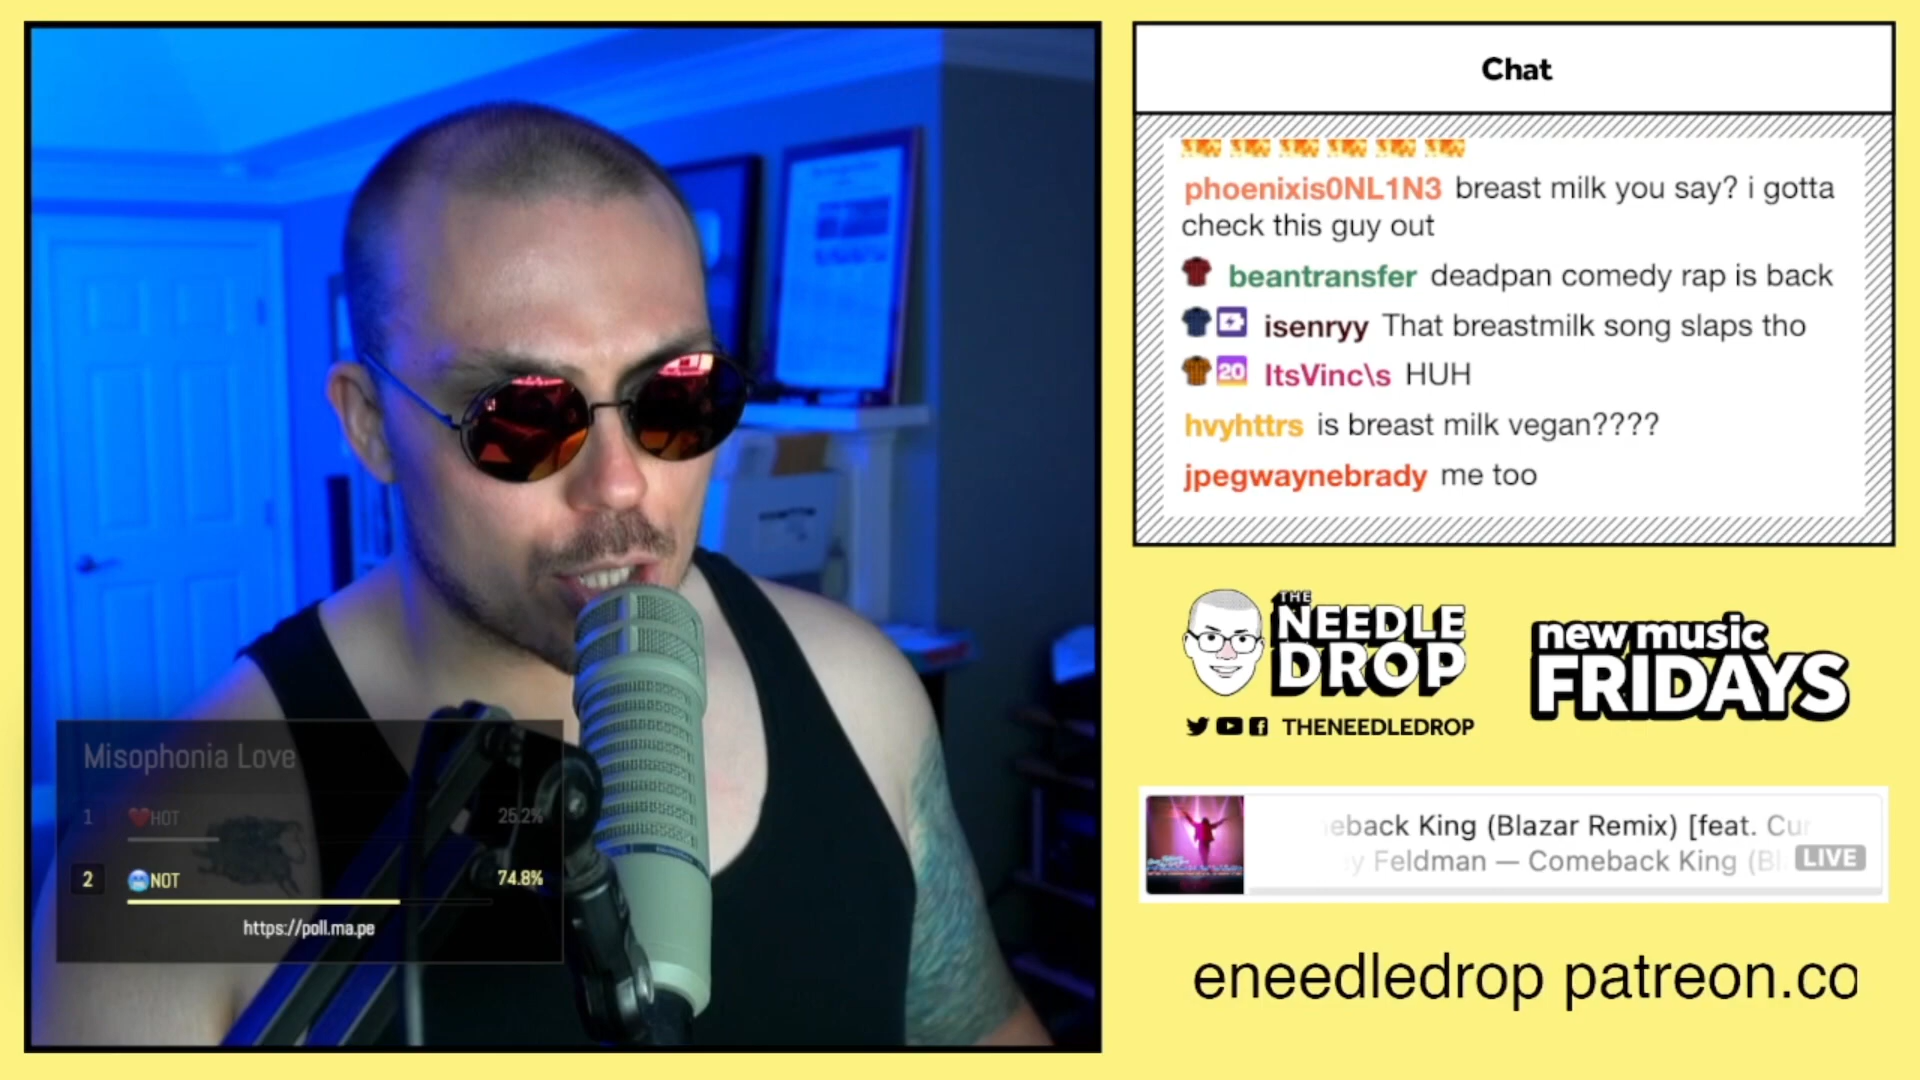 Chat
phoenixis0NL1N3 breast milk you say? i gotta
check this guy out
beantransfer deadpan comedy rap is back
isenryy That breastmilk song slaps tho
20 ItsVinc\s HUH
hvyhttrs is breast milk vegan????
jpegwaynebrady me too
THE
NEEDLE
DROP
THENEEDLEDROP
new music
FRIDAYS
eback King (Blazar Remix) [feat. Cur
y Feldman — Comeback King (Bl
LIVE
eneedledrop patreon.co
Misophonia Love
1 HOT 25.2%
2 NOT 74.8%
https://poll.ma.pe